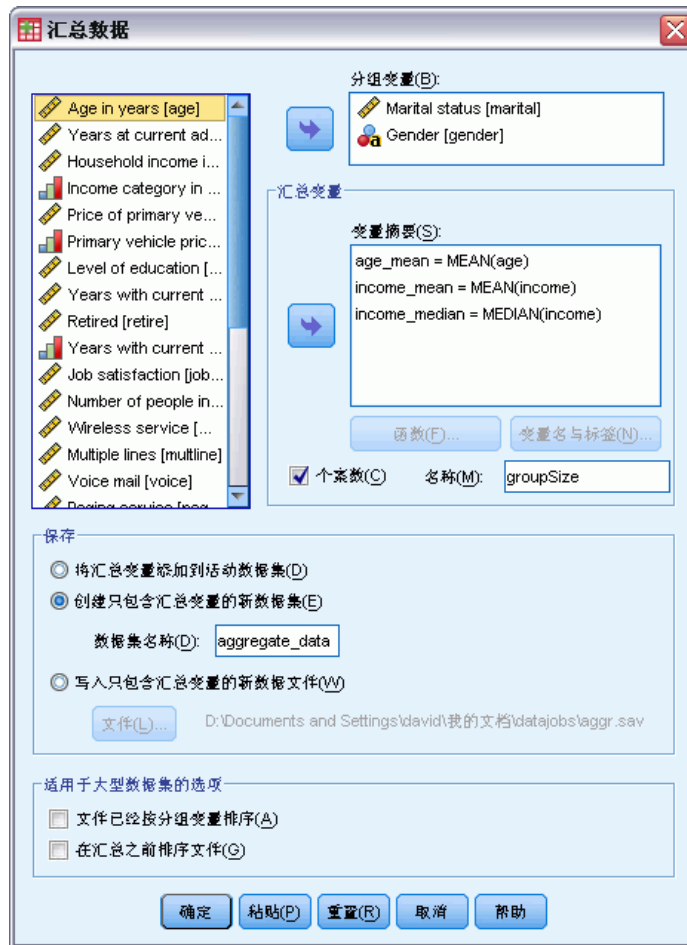 汇总数据
分组变量(B):
Age in years [age]
Years at current ad...
Household income i...
Income category in ...
Price of primary ve...
Primary vehicle pric...
Level of education [...
Years with current ...
Retired [retire]
Years with current ...
Job satisfaction [job...
Number of people in...
Wireless service [...
Multiple lines [multline]
Voice mail [voice]
Marital status [marital]
Gender [gender]
汇总变量
变量摘要(S):
age_mean = MEAN(age)
income_mean = MEAN(income)
income_median = MEDIAN(income)
函数(F)...
变量名与标签(N)...
个案数(C)
名称(M):
groupSize
保存
将汇总变量添加到活动数据集(D)
创建只包含汇总变量的新数据集(E)
数据集名称(D):
aggregate_data
写入只包含汇总变量的新数据文件(W)
文件(L)...
D:\Documents and Settings\david\我的文档\datajobs\aggr.sav
适用于大型数据集的选项
文件已经按分组变量排序(A)
在汇总之前排序文件(G)
确定
粘贴(P)
重置(R)
取消
帮助